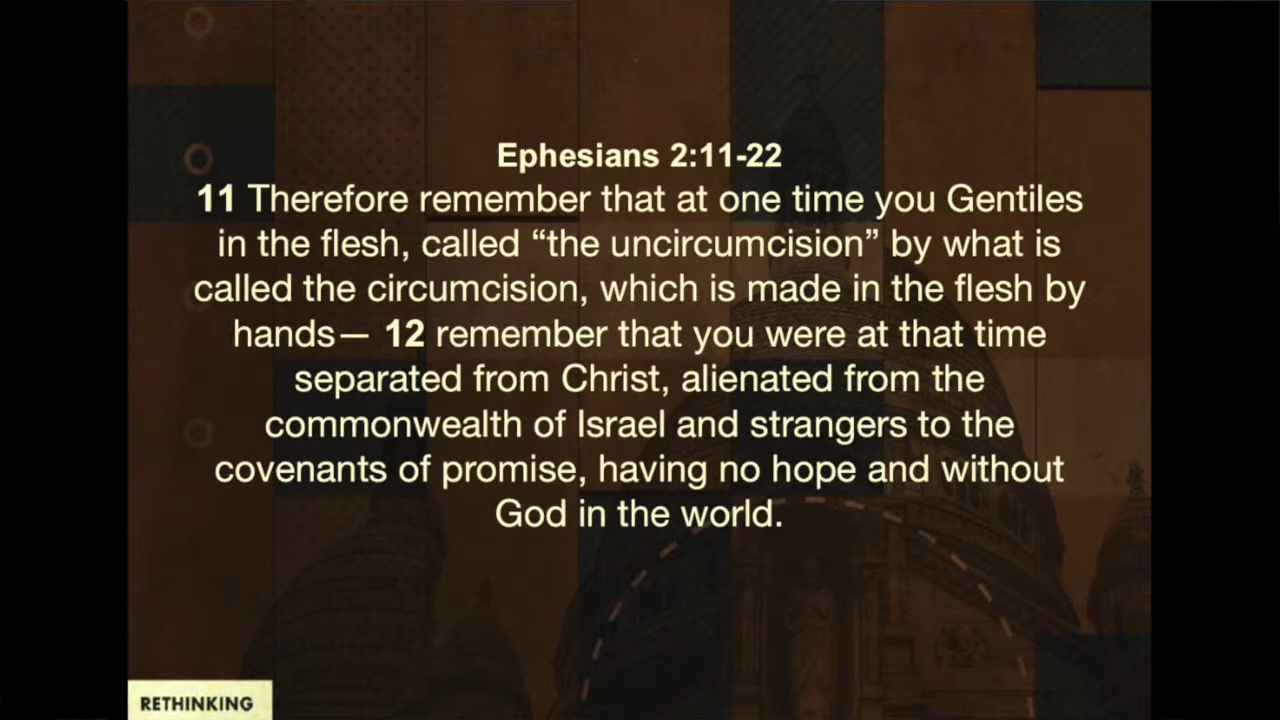 Ephesians 2:11-22
11 Therefore remember that at one time you Gentiles
in the flesh, called “the uncircumcision” by what is
called the circumcision, which is made in the flesh by
hands— 12 remember that you were at that time
separated from Christ, alienated from the
commonwealth of Israel and strangers to the
covenants of promise, having no hope and without
God in the world.
RETHINKING